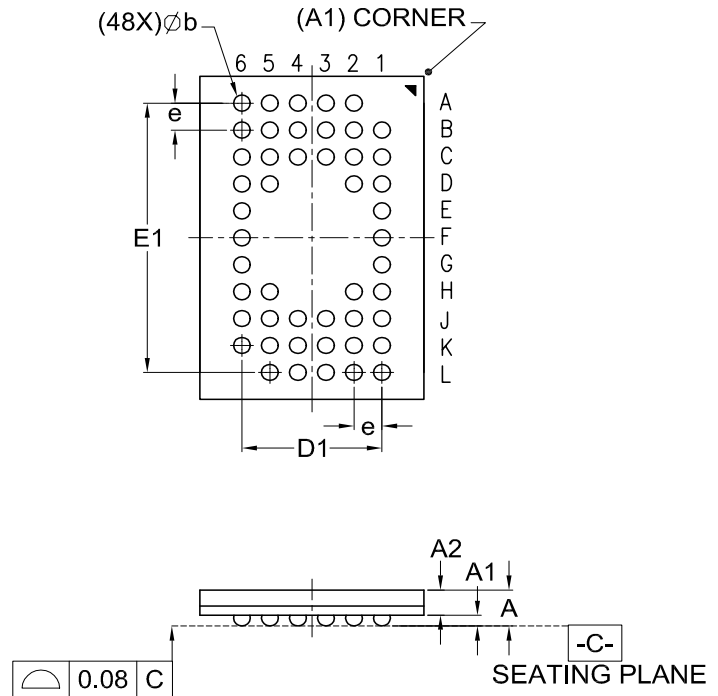 (48X)∅b
(A1) CORNER
6 5 4 3 2 1
A
e
B
C
D
E
E1
F
G
H
J
K
L
e
D1
A2
A1
A
-C-
0.08 C
SEATING PLANE